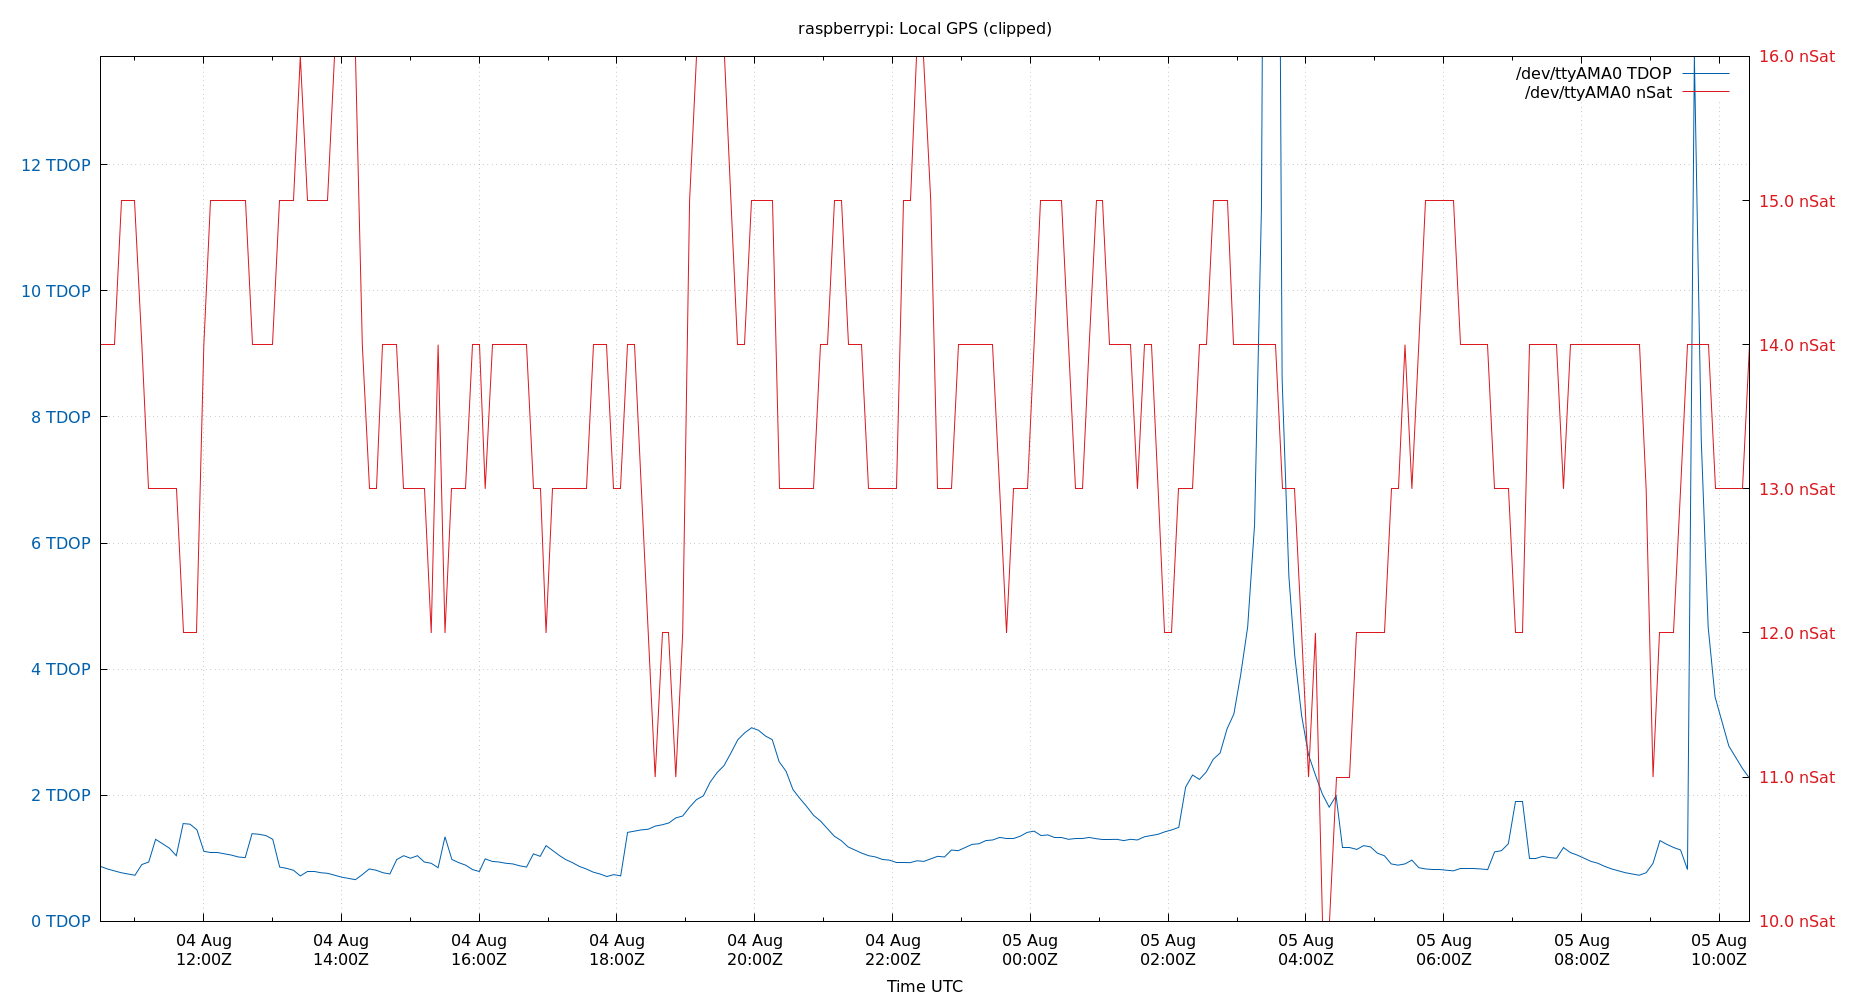 raspberrypi: Local GPS (clipped)
/dev/ttyAMA0 TDOP
/dev/ttyAMA0 nSat
12 TDOP
10 TDOP
8 TDOP
6 TDOP
4 TDOP
2 TDOP
0 TDOP
16.0 nSat
15.0 nSat
14.0 nSat
13.0 nSat
12.0 nSat
11.0 nSat
10.0 nSat
04 Aug
12:00Z
04 Aug
14:00Z
04 Aug
16:00Z
04 Aug
18:00Z
04 Aug
20:00Z
04 Aug
22:00Z
05 Aug
00:00Z
05 Aug
02:00Z
05 Aug
04:00Z
05 Aug
06:00Z
05 Aug
08:00Z
05 Aug
10:00Z
Time UTC